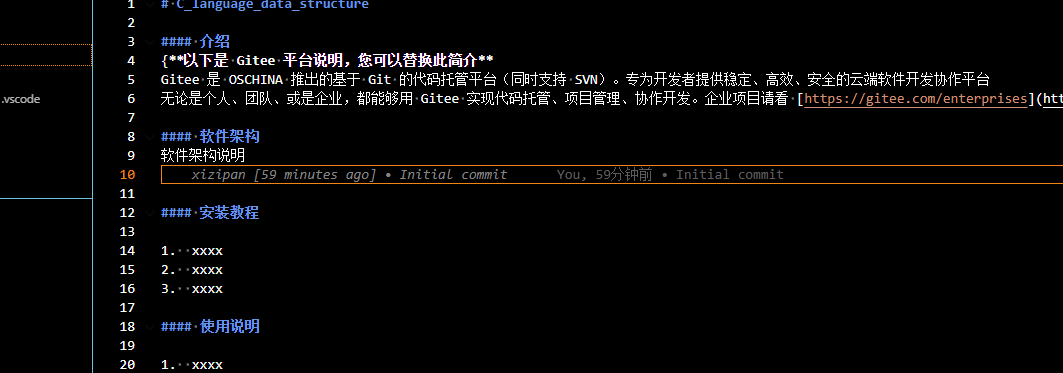 1 # C_language_data_structure
2
3 #### 介绍
4 {**以下是 Gitee 平台说明，您可以替换此简介**
5 Gitee 是 OSCHINA 推出的基于 Git 的代码托管平台（同时支持 SVN）。专为开发者提供稳定、高效、安全的云端软件开发协作平台
.vscode
6 无论是个人、团队、或是企业，都能够用 Gitee 实现代码托管、项目管理、协作开发。企业项目请看 [https://gitee.com/enterprises](htt
7
8 #### 软件架构
9 软件架构说明
10 xizipan [59 minutes ago] • Initial commit You, 59分钟前 • Initial commit
11
12 #### 安装教程
13
14 1. xxxx
15 2. xxxx
16 3. xxxx
17
18 #### 使用说明
19
20 1. xxxx